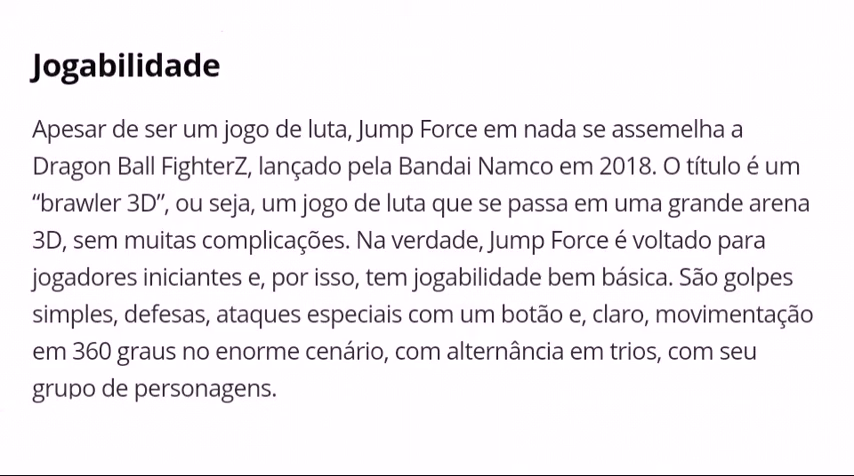 Jogabilidade
Apesar de ser um jogo de luta, Jump Force em nada se assemelha a
Dragon Ball FighterZ, lançado pela Bandai Namco em 2018. O título é um
“brawler 3D”, ou seja, um jogo de luta que se passa em uma grande arena
3D, sem muitas complicações. Na verdade, Jump Force é voltado para
jogadores iniciantes e, por isso, tem jogabilidade bem básica. São golpes
simples, defesas, ataques especiais com um botão e, claro, movimentação
em 360 graus no enorme cenário, com alternância em trios, com seu
grupo de personagens.